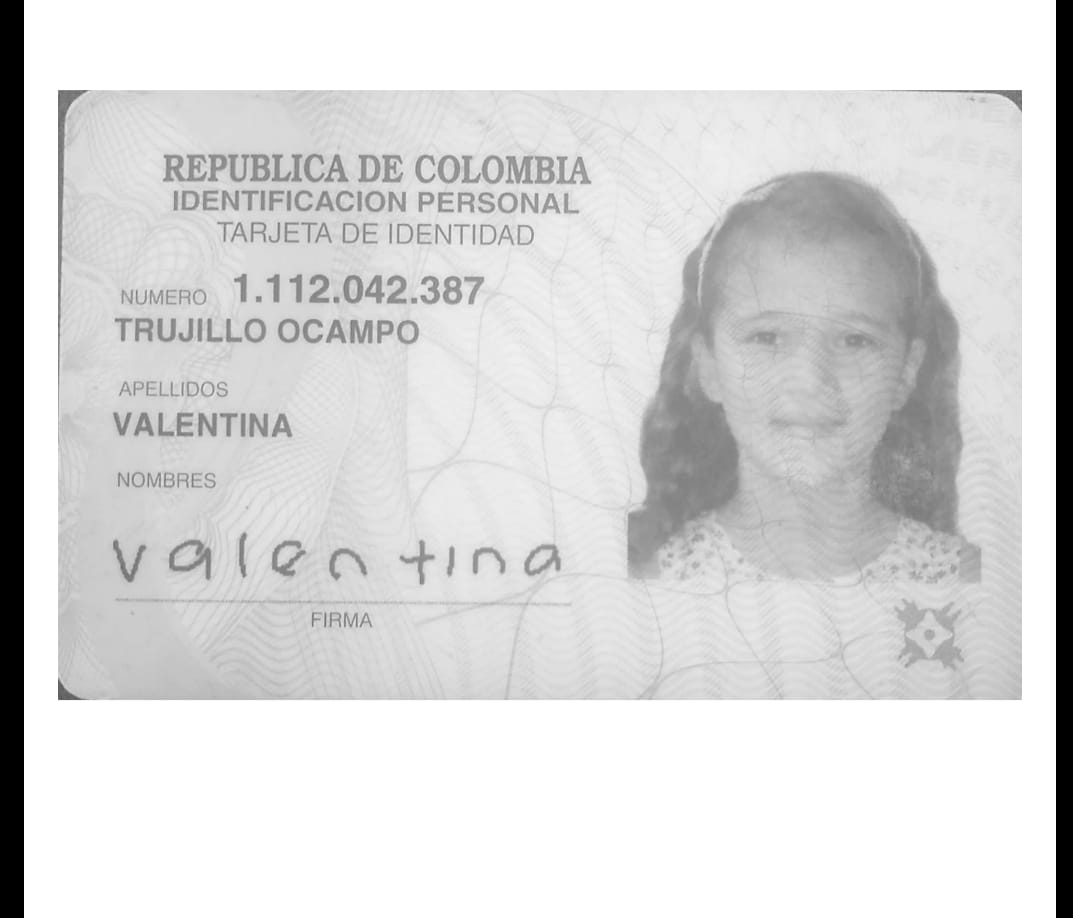 REPUBLICA DE COLOMBIA
IDENTIFICACION PERSONAL
TARJETA DE IDENTIDAD
NUMERO 1.112.042.387
TRUJILLO OCAMPO
APELLIDOS
VALENTINA
NOMBRES
valentina
FIRMA